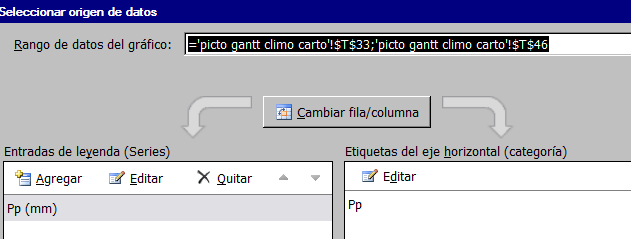 Seleccionar origen de datos
Rango de datos del gráfico: ='picto gantt climo carto'!$T$33;'picto gantt climo carto'!$T$46
Cambiar fila/columna
Entradas de leyenda (Series)
Agregar Editar Quitar
Pp (mm)
Etiquetas del eje horizontal (categoría)
Editar
Pp